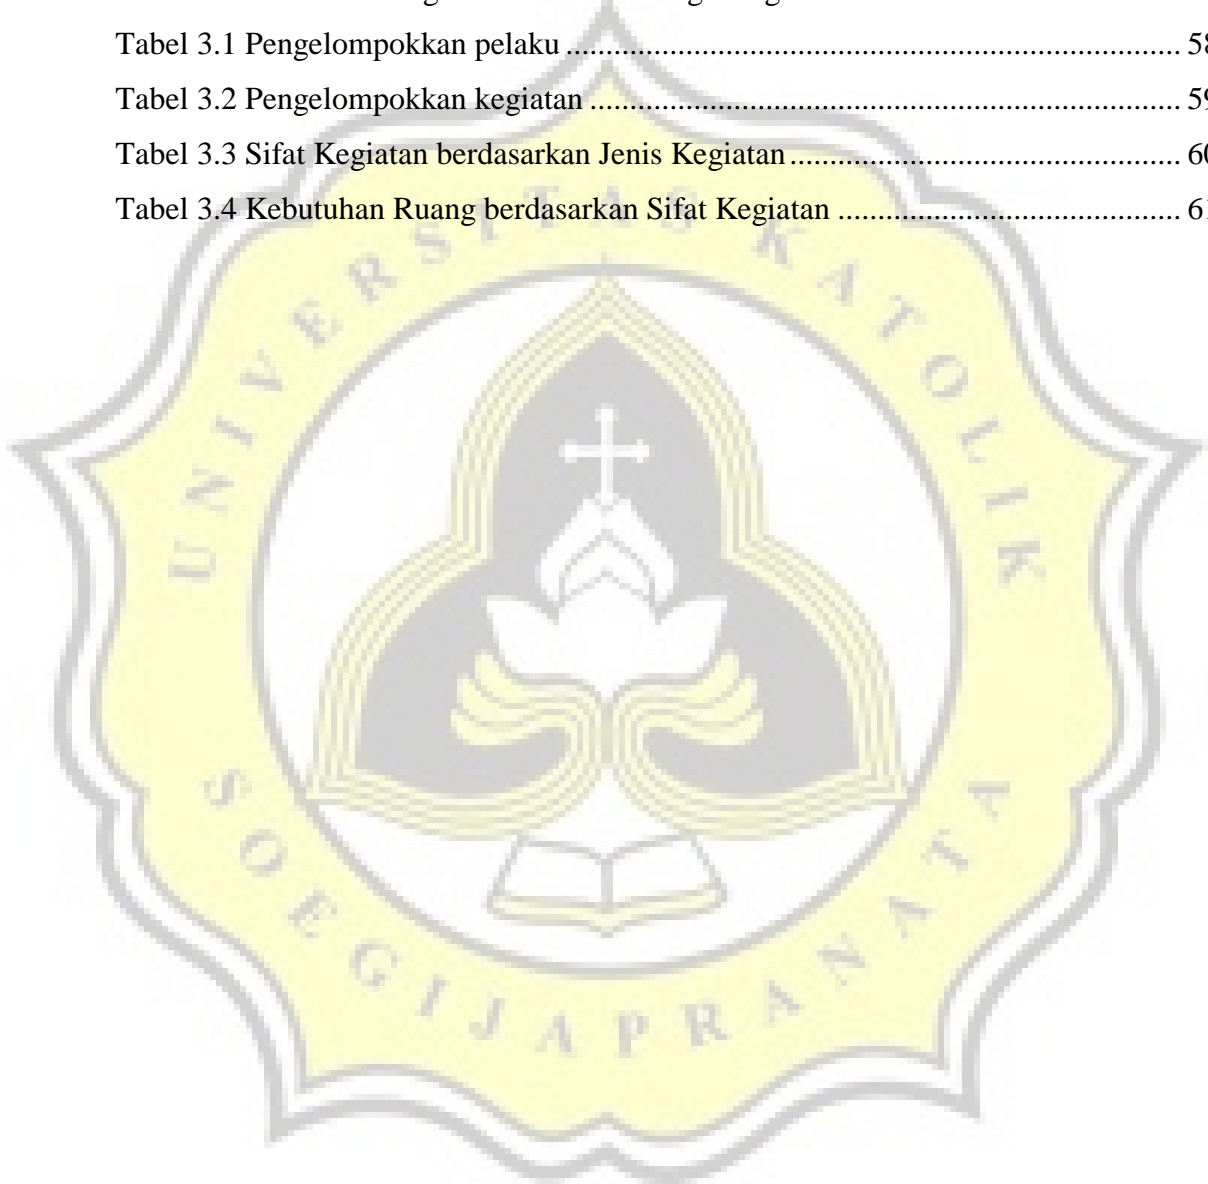 Tabel 3.1 Pengelompokkan pelaku ........................................................................... 58
Tabel 3.2 Pengelompokkan kegiatan ........................................................................ 59
Tabel 3.3 Sifat Kegiatan berdasarkan Jenis Kegiatan ............................................... 60
Tabel 3.4 Kebutuhan Ruang berdasarkan Sifat Kegiatan ......................................... 61
UNIVERSITAS KATOLIK
SOEGIJAPRANATA